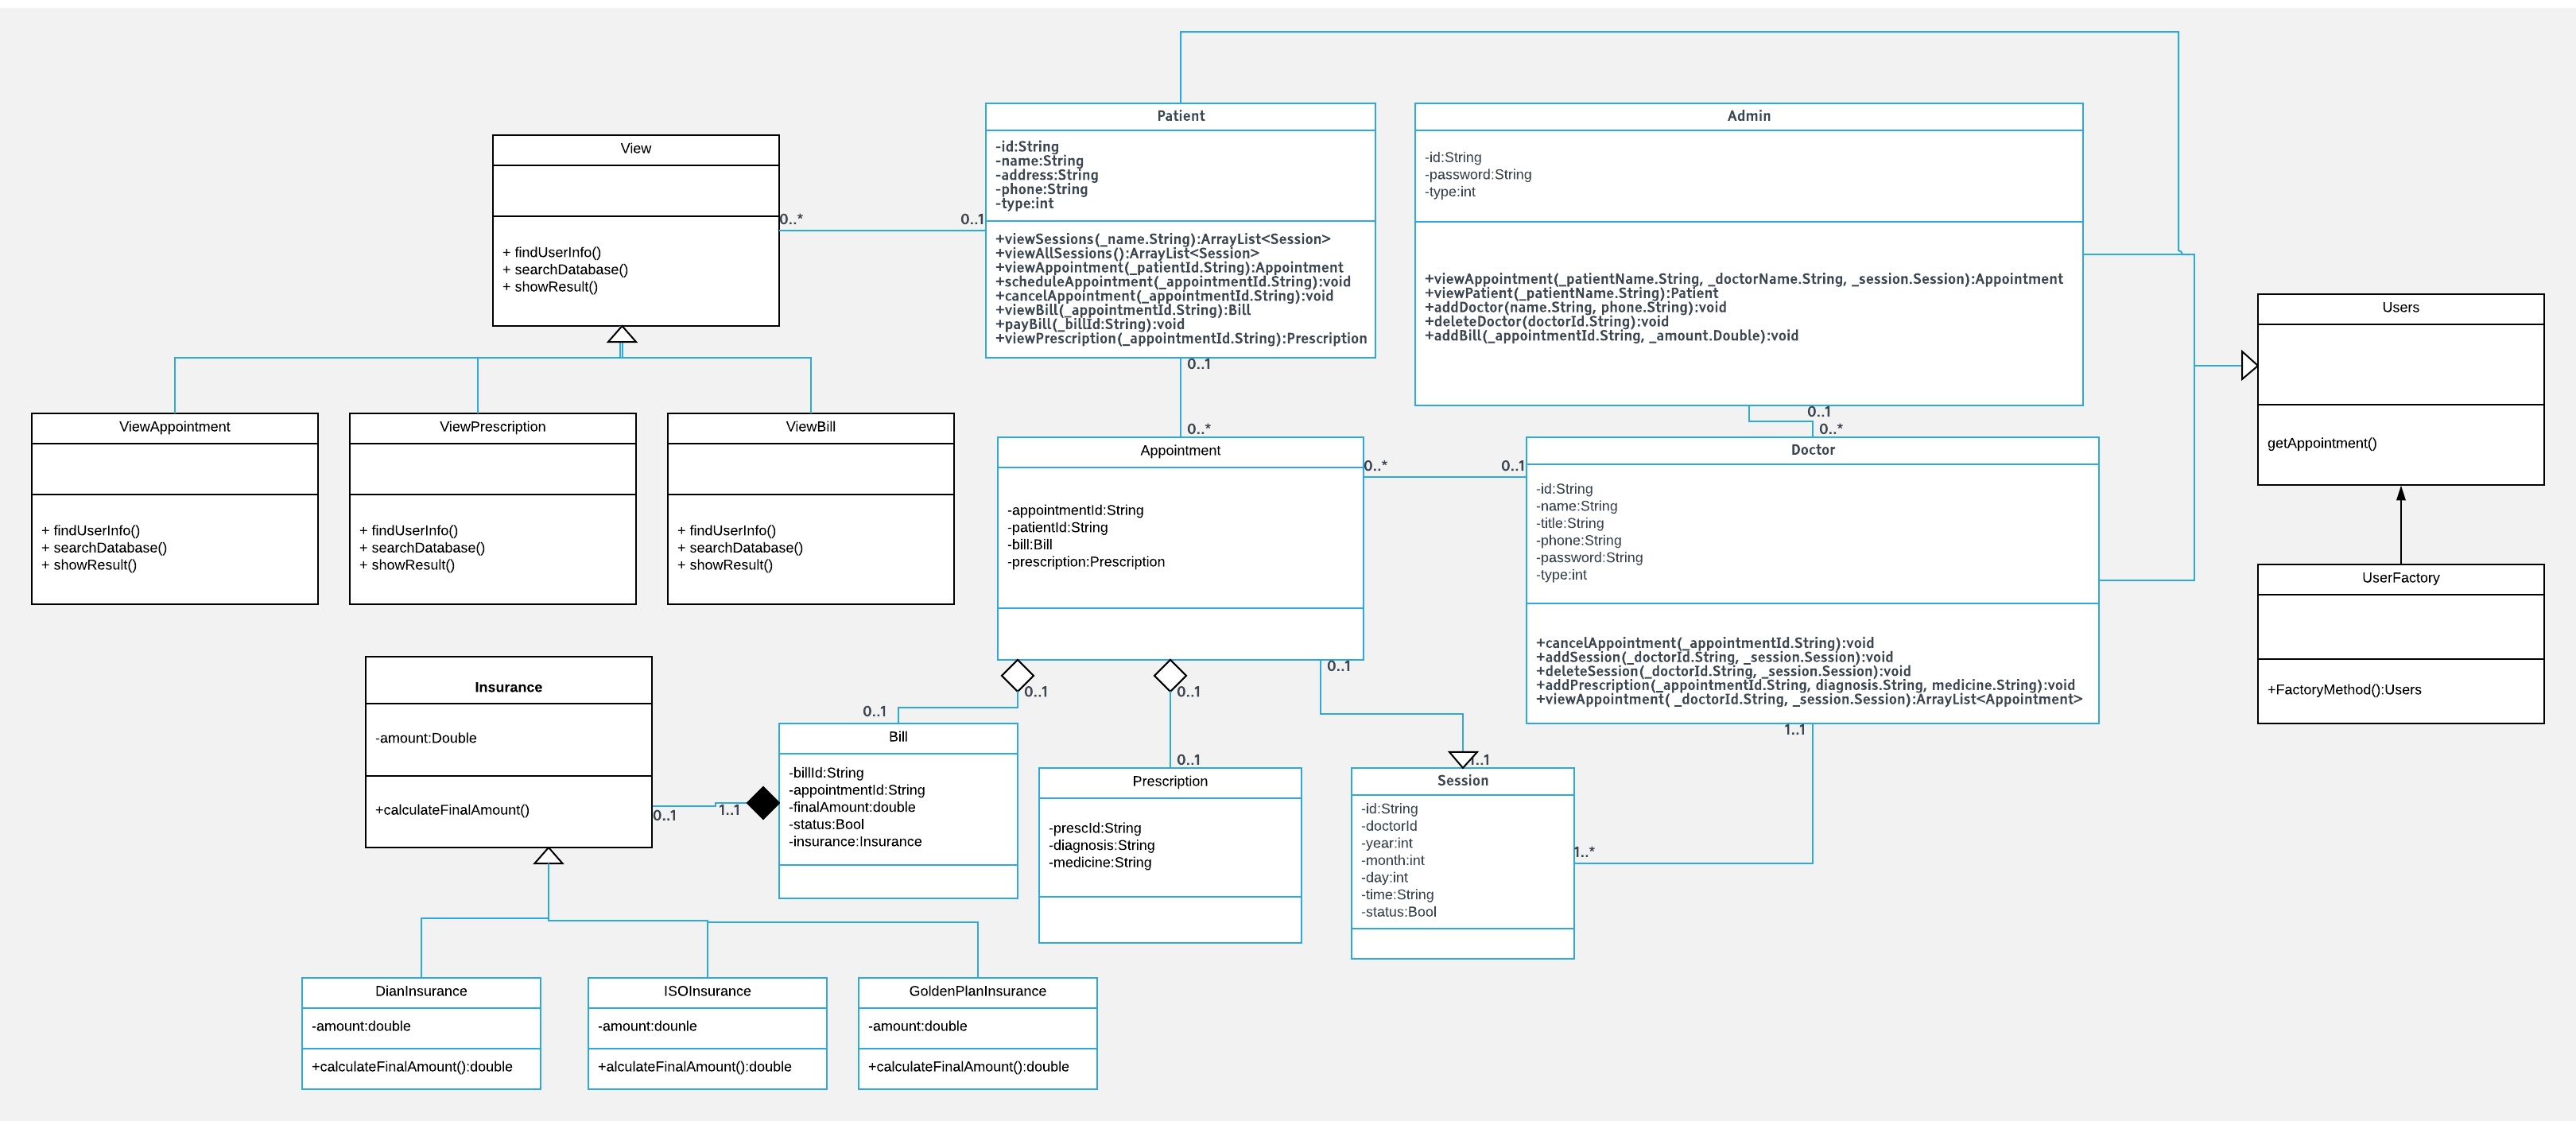 Patient
-id:String
-name:String
-address:String
-phone:String
-type:int
+viewSessions(_name.String):ArrayList<Session>
+viewAllSessions():ArrayList<Session>
+viewAppointment(_patientId.String):Appointment
+scheduleAppointment(_appointmentId.String):void
+cancelAppointment(_appointmentId.String):void
+viewBill(_appointmentId.String):Bill
+payBill(_billId:String):void
+viewPrescription(_appointmentId.String):Prescription
Admin
-id:String
-password:String
-type:int
+viewAppointment(_patientName.String, _doctorName.String, _session.Session):Appointment
+viewPatient(_patientName.String):Patient
+addDoctor(name.String, phone.String):void
+deleteDoctor(doctorId.String):void
+addBill(_appointmentId.String, _amount.Double):void
View
+ findUserInfo()
+ searchDatabase()
+ showResult()
0..*
0..1
Users
getAppointment()
0..1
0..*
0..1
0..*
ViewAppointment
+ findUserInfo()
+ searchDatabase()
+ showResult()
ViewPrescription
+ findUserInfo()
+ searchDatabase()
+ showResult()
ViewBill
+ findUserInfo()
+ searchDatabase()
+ showResult()
Appointment
-appointmentId:String
-patientId:String
-bill:Bill
-prescription:Prescription
0..*
0..1
Doctor
-id:String
-name:String
-title:String
-phone:String
-password:String
-type:int
+cancelAppointment(_appointmentId.String):void
+addSession(_doctorId.String, _session.Session):void
+deleteSession(_doctorId.String, _session.Session):void
+addPrescription(_appointmentId.String, diagnosis.String, medicine.String):void
+viewAppointment( _doctorId.String, _session.Session):ArrayList<Appointment>
UserFactory
+FactoryMethod():Users
Insurance
-amount:Double
+calculateFinalAmount()
0..1
1..1
0..1
0..1
Bill
-billId:String
-appointmentId:String
-finalAmount:double
-status:Bool
-insurance:Insurance
0..1
0..1
Prescription
-prescId:String
-diagnosis:String
-medicine:String
0..1
1..1
Session
-id:String
-doctorId
-year:int
-month:int
-day:int
-time:String
-status:Bool
1..1
1..*
DianInsurance
-amount:double
+calculateFinalAmount():double
ISOInsurance
-amount:dounle
+alculateFinalAmount():double
GoldenPlanInsurance
-amount:double
+calculateFinalAmount():double